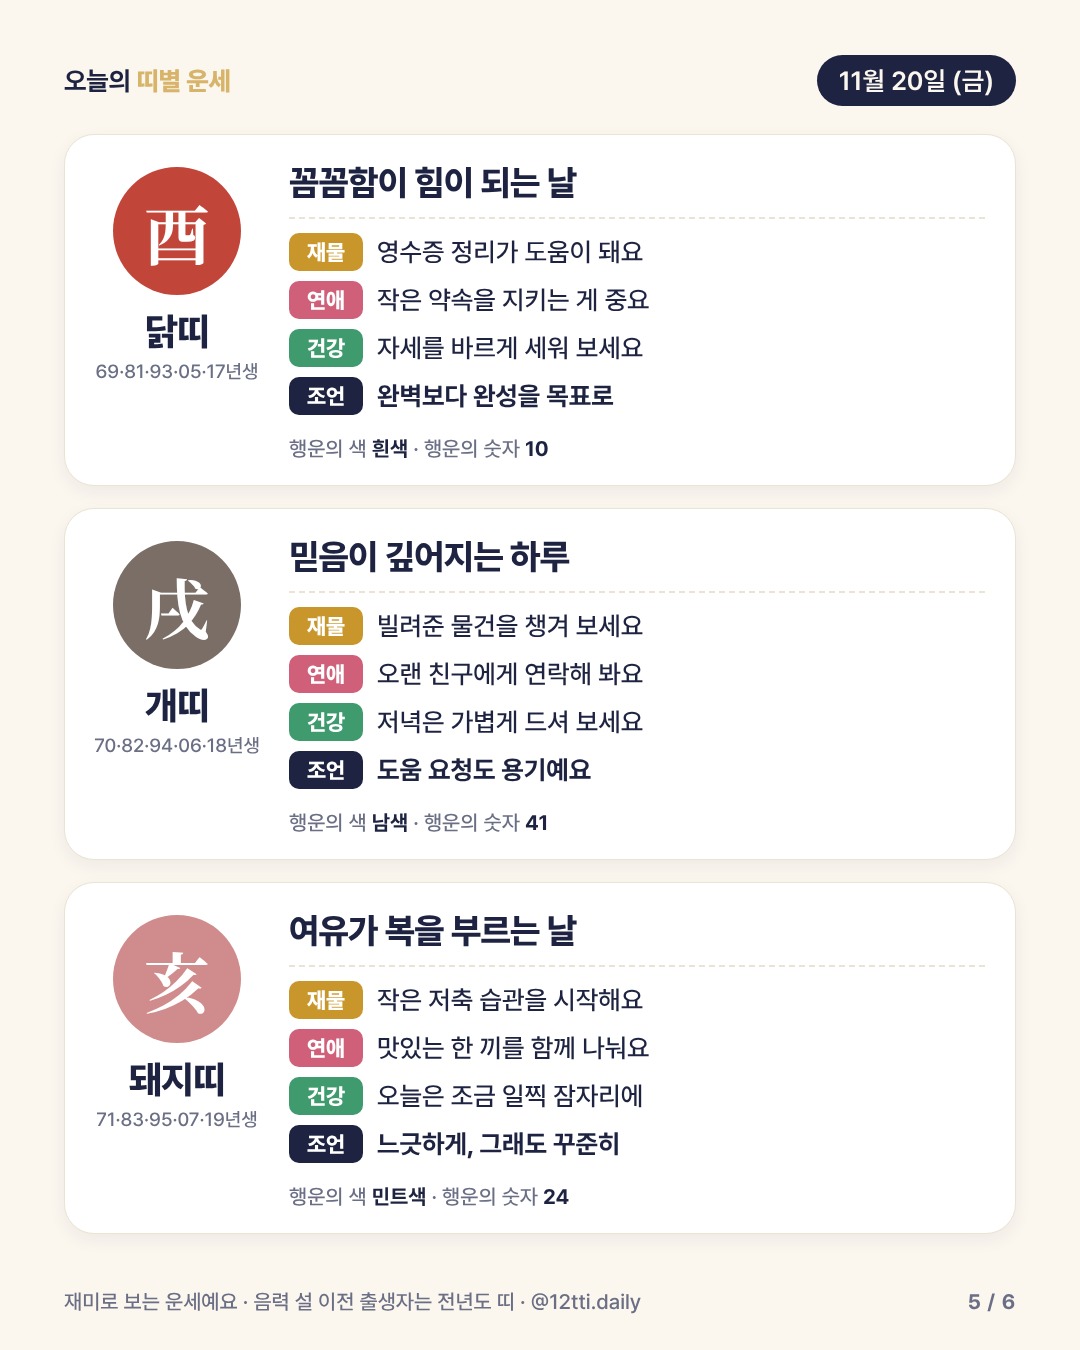 오늘의 띠별 운세
11월 20일 (금)
酉
닭띠
69·81·93·05·17년생
꼼꼼함이 힘이 되는 날
재물 영수증 정리가 도움이 돼요
연애 작은 약속을 지키는 게 중요
건강 자세를 바르게 세워 보세요
조언 완벽보다 완성을 목표로
행운의 색 흰색 · 행운의 숫자 10
戌
개띠
70·82·94·06·18년생
믿음이 깊어지는 하루
재물 빌려준 물건을 챙겨 보세요
연애 오랜 친구에게 연락해 봐요
건강 저녁은 가볍게 드셔 보세요
조언 도움 요청도 용기예요
행운의 색 남색 · 행운의 숫자 41
亥
돼지띠
71·83·95·07·19년생
여유가 복을 부르는 날
재물 작은 저축 습관을 시작해요
연애 맛있는 한 끼를 함께 나눠요
건강 오늘은 조금 일찍 잠자리에
조언 느긋하게, 그래도 꾸준히
행운의 색 민트색 · 행운의 숫자 24
재미로 보는 운세예요 · 음력 설 이전 출생자는 전년도 띠 · @12tti.daily
5 / 6